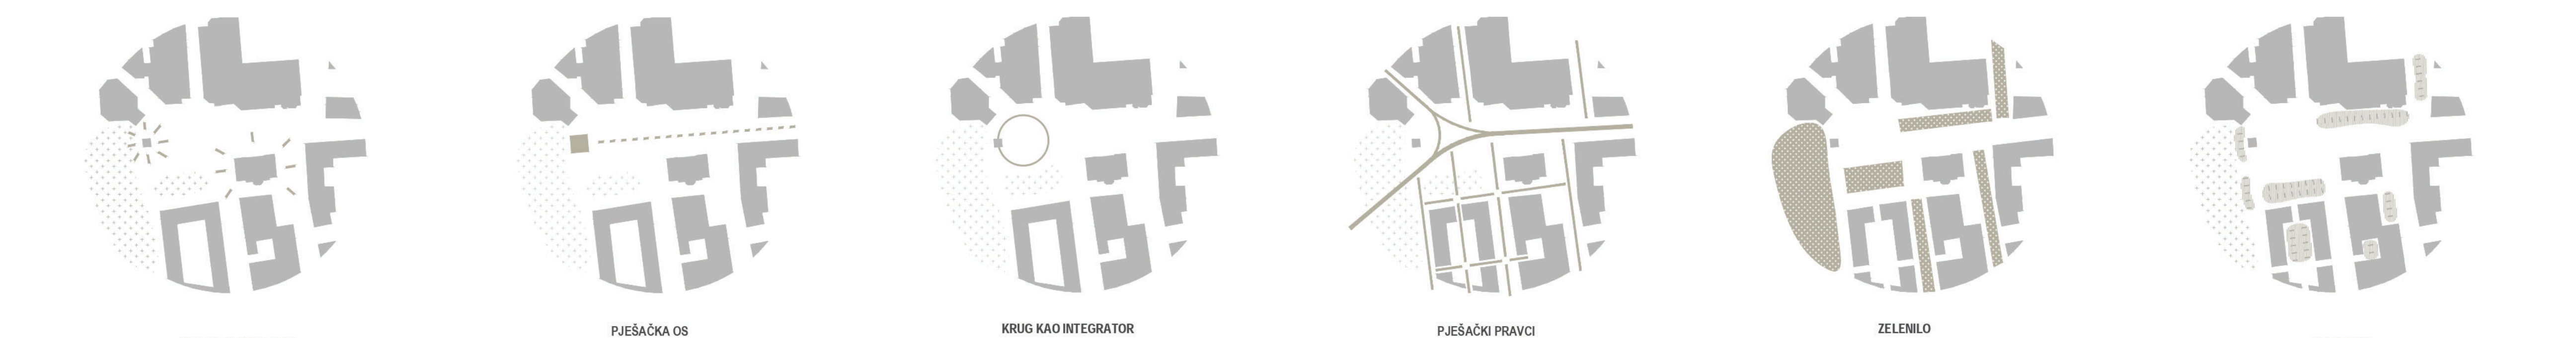 PJEŠAČKA OS
KRUG KAO INTEGRATOR
PJEŠAČKI PRAVCI
ZELENILO